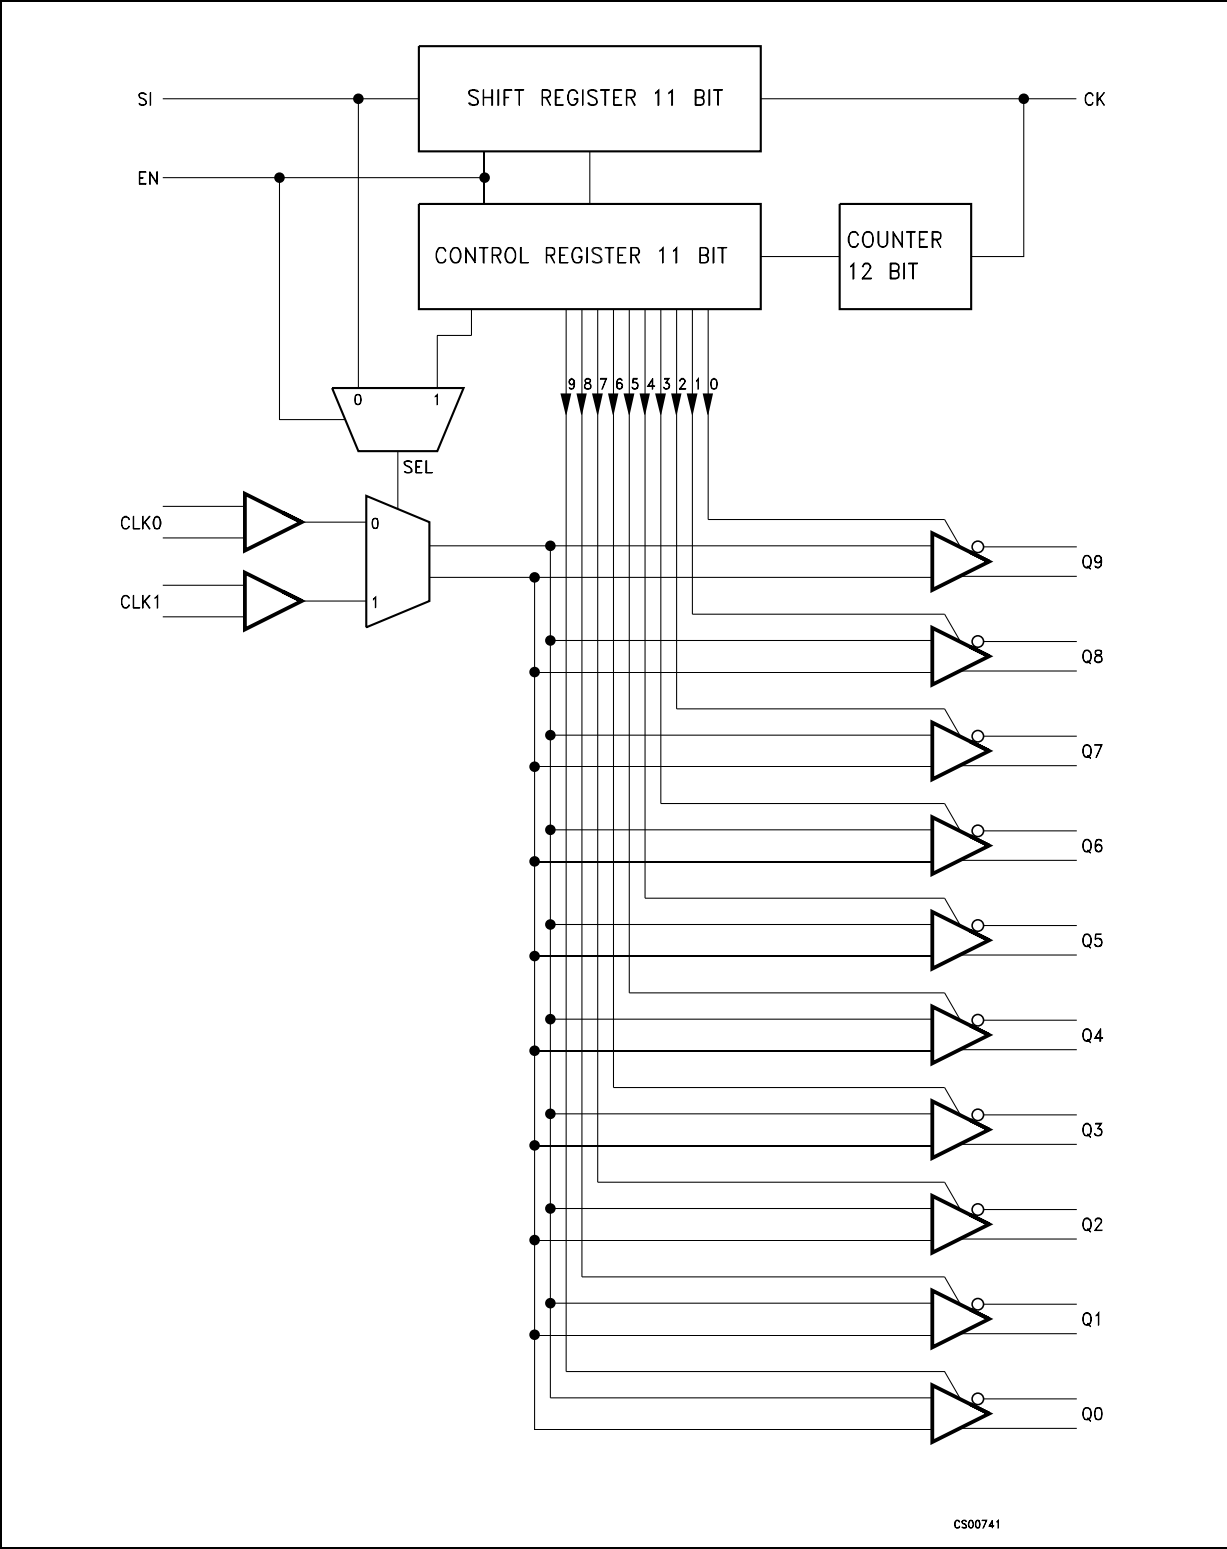 SI
SHIFT REGISTER 11 BIT
CK
EN
CONTROL REGISTER 11 BIT
COUNTER
12 BIT
9 8 7 6 5 4 3 2 1 0
0 1
SEL
CLK0
0
CLK1
1
Q9
Q8
Q7
Q6
Q5
Q4
Q3
Q2
Q1
Q0
CS00741